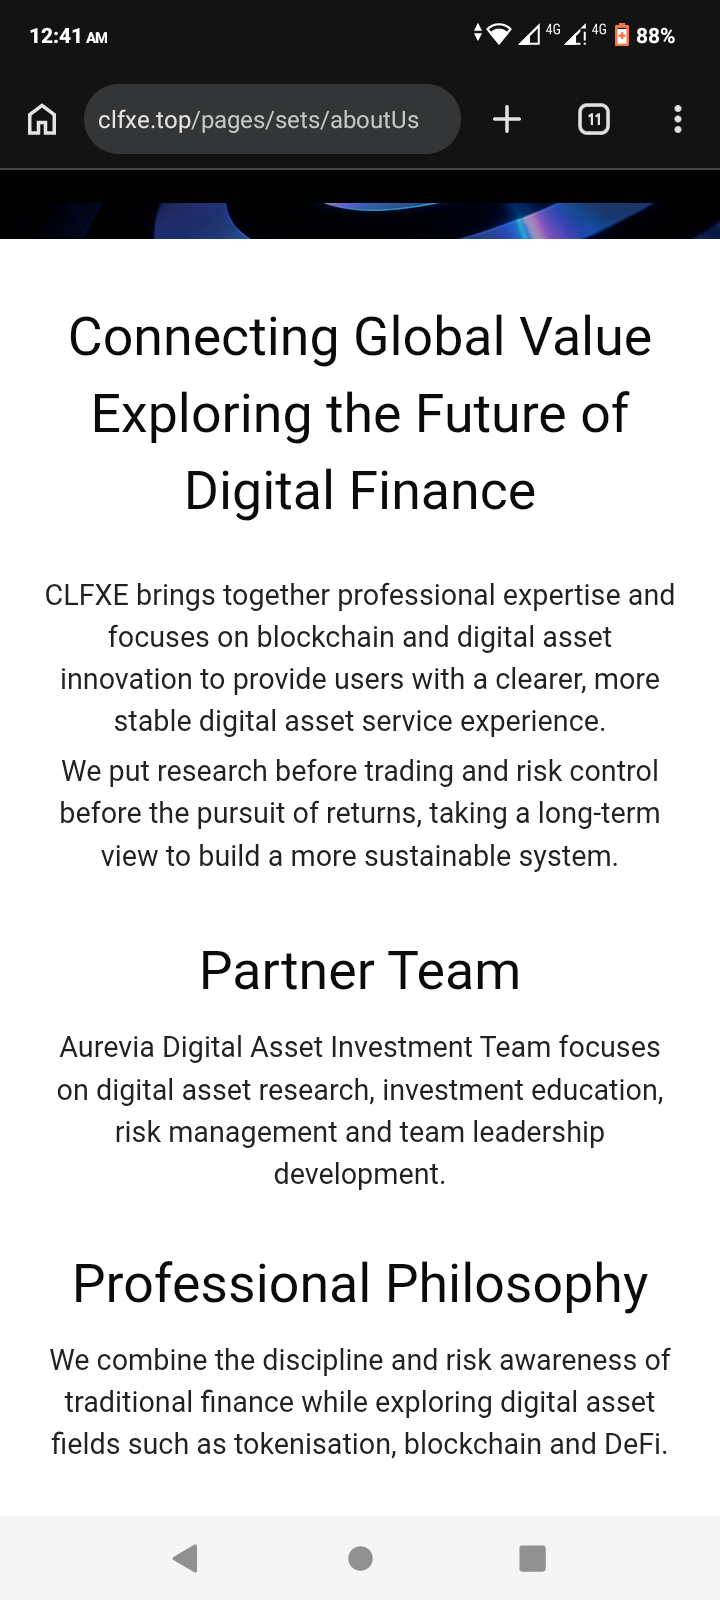 12:41 AM
4G 4G 88%
clfxe.top/pages/sets/aboutUs
11
Connecting Global Value
Exploring the Future of
Digital Finance
CLFXE brings together professional expertise and
focuses on blockchain and digital asset
innovation to provide users with a clearer, more
stable digital asset service experience.
We put research before trading and risk control
before the pursuit of returns, taking a long-term
view to build a more sustainable system.
Partner Team
Aurevia Digital Asset Investment Team focuses
on digital asset research, investment education,
risk management and team leadership
development.
Professional Philosophy
We combine the discipline and risk awareness of
traditional finance while exploring digital asset
fields such as tokenisation, blockchain and DeFi.